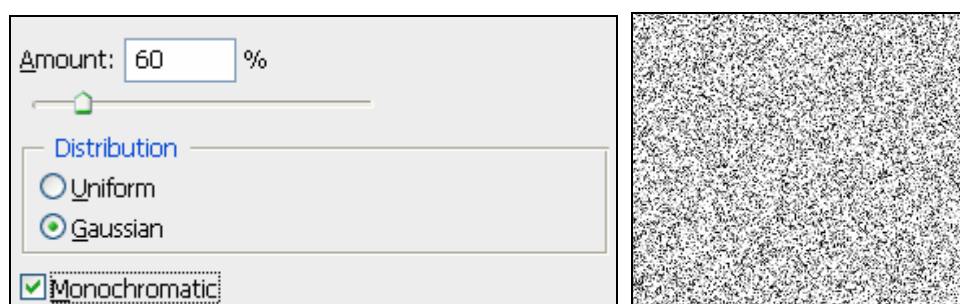 Amount: 60 %
Distribution
Uniform
Gaussian
Monochromatic